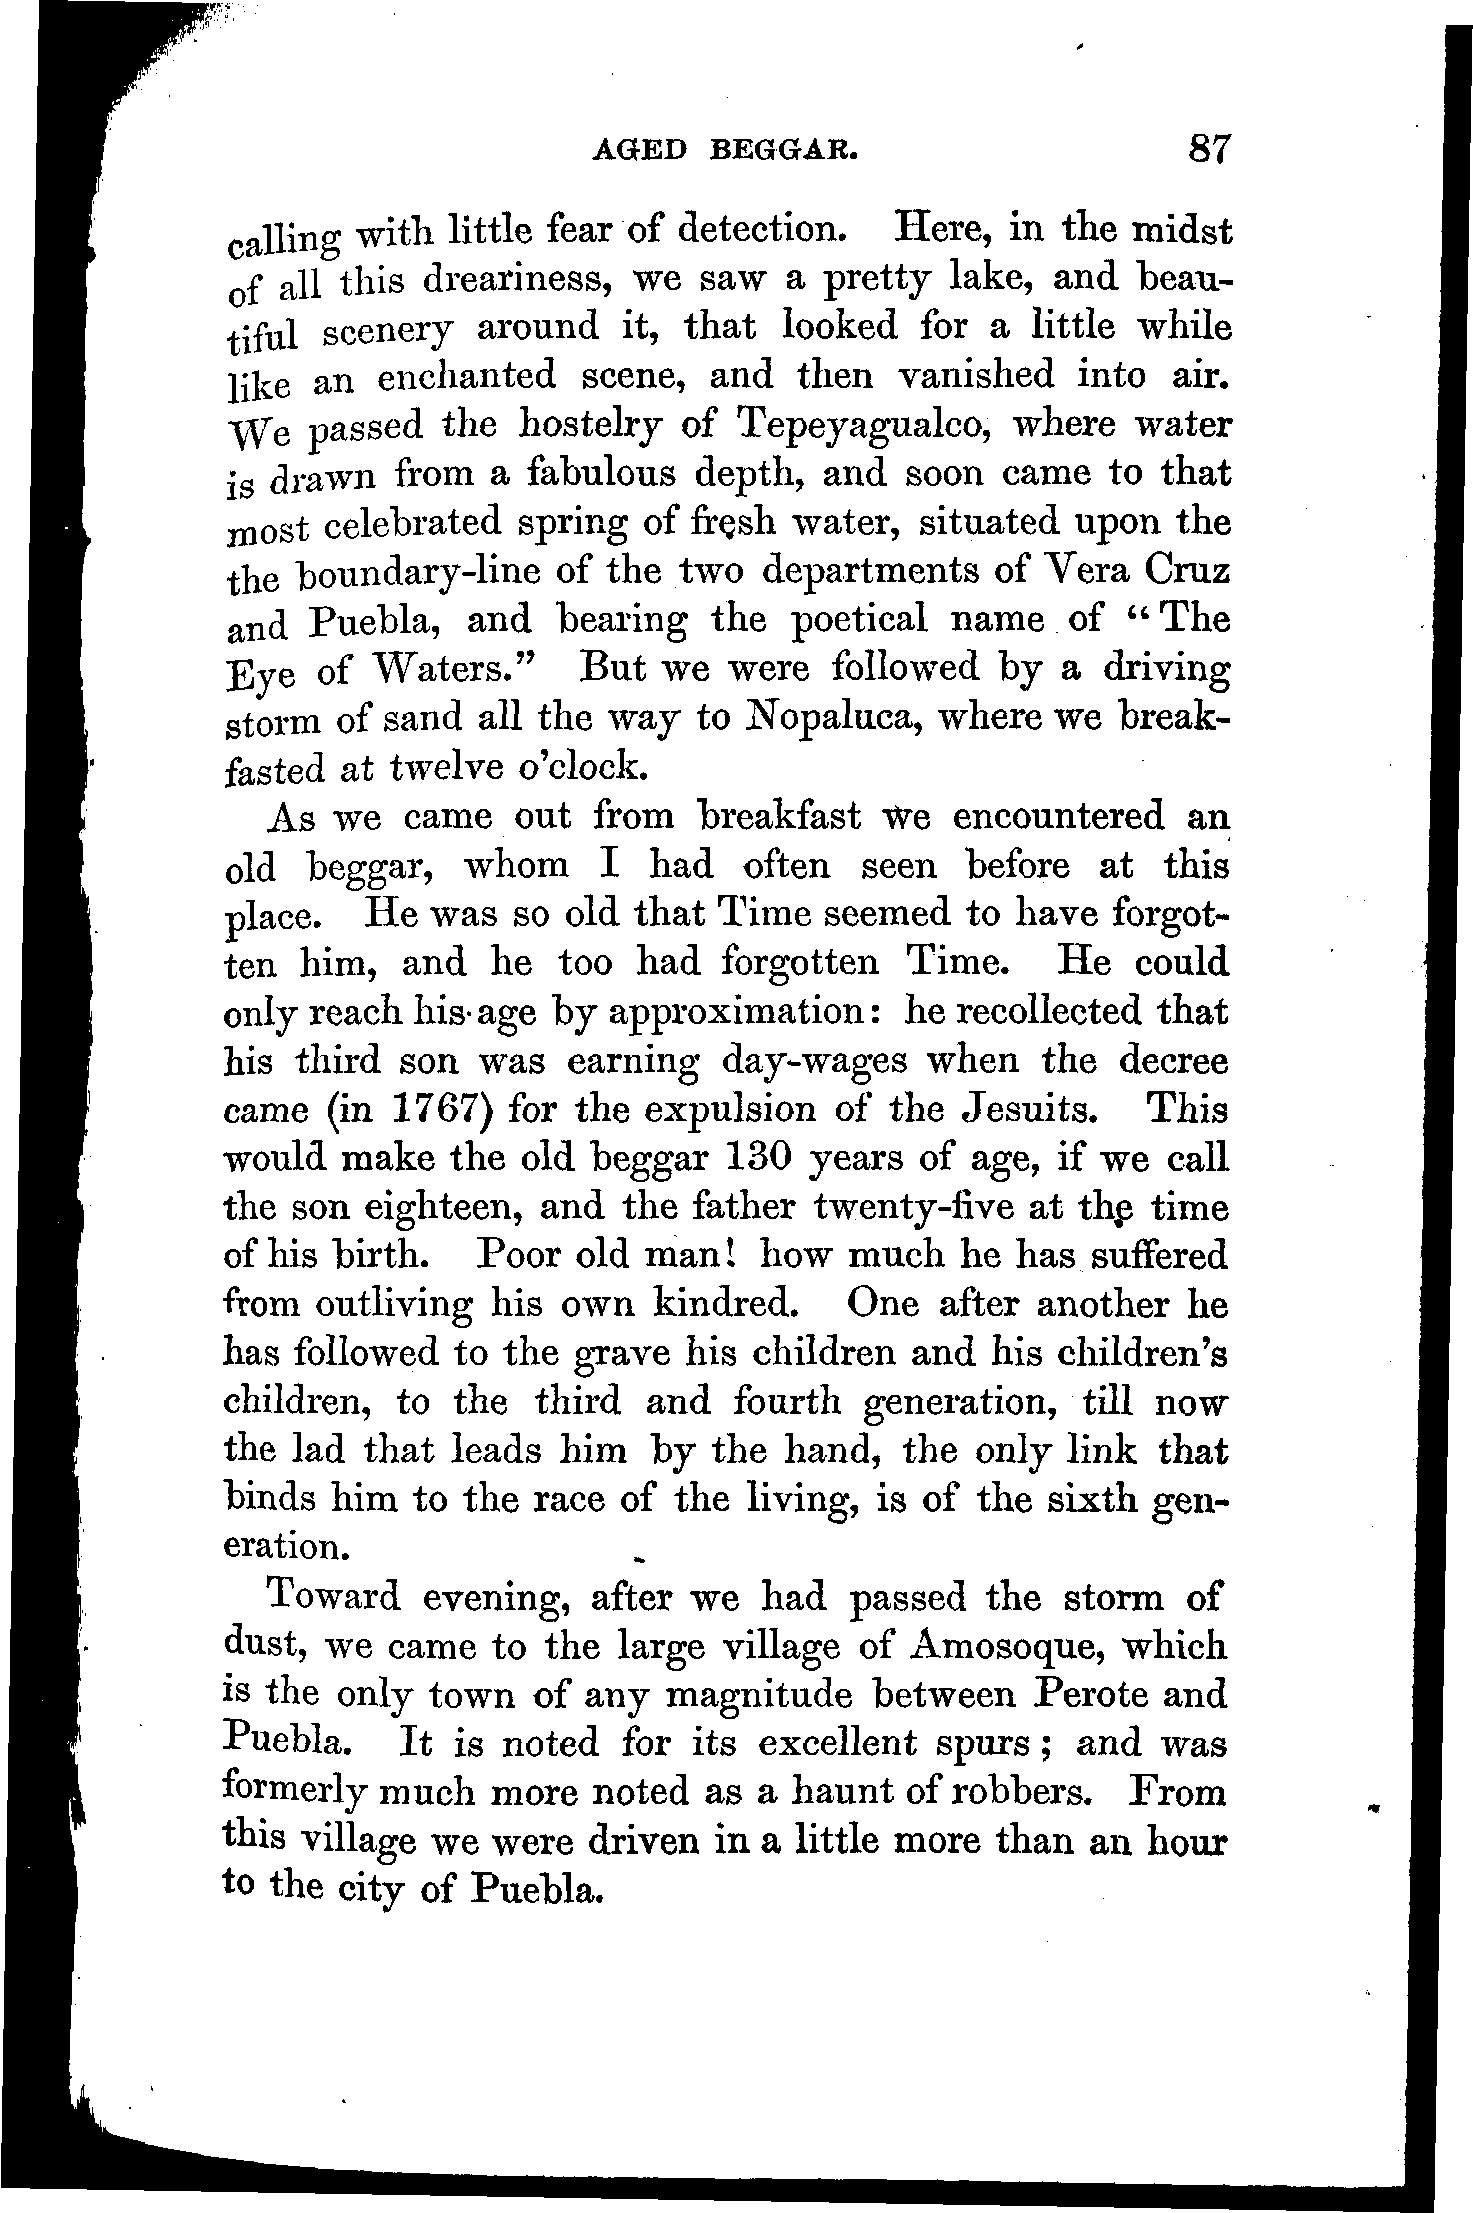 AGED BEGGAR. 87
calling with little fear of detection. Here, in the midst
of all this dreariness, we saw a pretty lake, and beau-
tiful scenery around it, that looked for a little while
like an enchanted scene, and then vanished into air.
We passed the hostelry of Tepeyagualco, where water
is drawn from a fabulous depth, and soon came to that
most celebrated spring of fresh water, situated upon the
the boundary-line of the two departments of Vera Cruz
and Puebla, and bearing the poetical name of “The
Eye of Waters.” But we were followed by a driving
storm of sand all the way to Nopaluca, where we break-
fasted at twelve o’clock.
As we came out from breakfast we encountered an
old beggar, whom I had often seen before at this
place. He was so old that Time seemed to have forgot-
ten him, and he too had forgotten Time. He could
only reach his age by approximation: he recollected that
his third son was earning day-wages when the decree
came (in 1767) for the expulsion of the Jesuits. This
would make the old beggar 130 years of age, if we call
the son eighteen, and the father twenty-five at the time
of his birth. Poor old man! how much he has suffered
from outliving his own kindred. One after another he
has followed to the grave his children and his children’s
children, to the third and fourth generation, till now
the lad that leads him by the hand, the only link that
binds him to the race of the living, is of the sixth gen-
eration.
Toward evening, after we had passed the storm of
dust, we came to the large village of Amosoque, which
is the only town of any magnitude between Perote and
Puebla. It is noted for its excellent spurs; and was
formerly much more noted as a haunt of robbers. From
this village we were driven in a little more than an hour
to the city of Puebla.